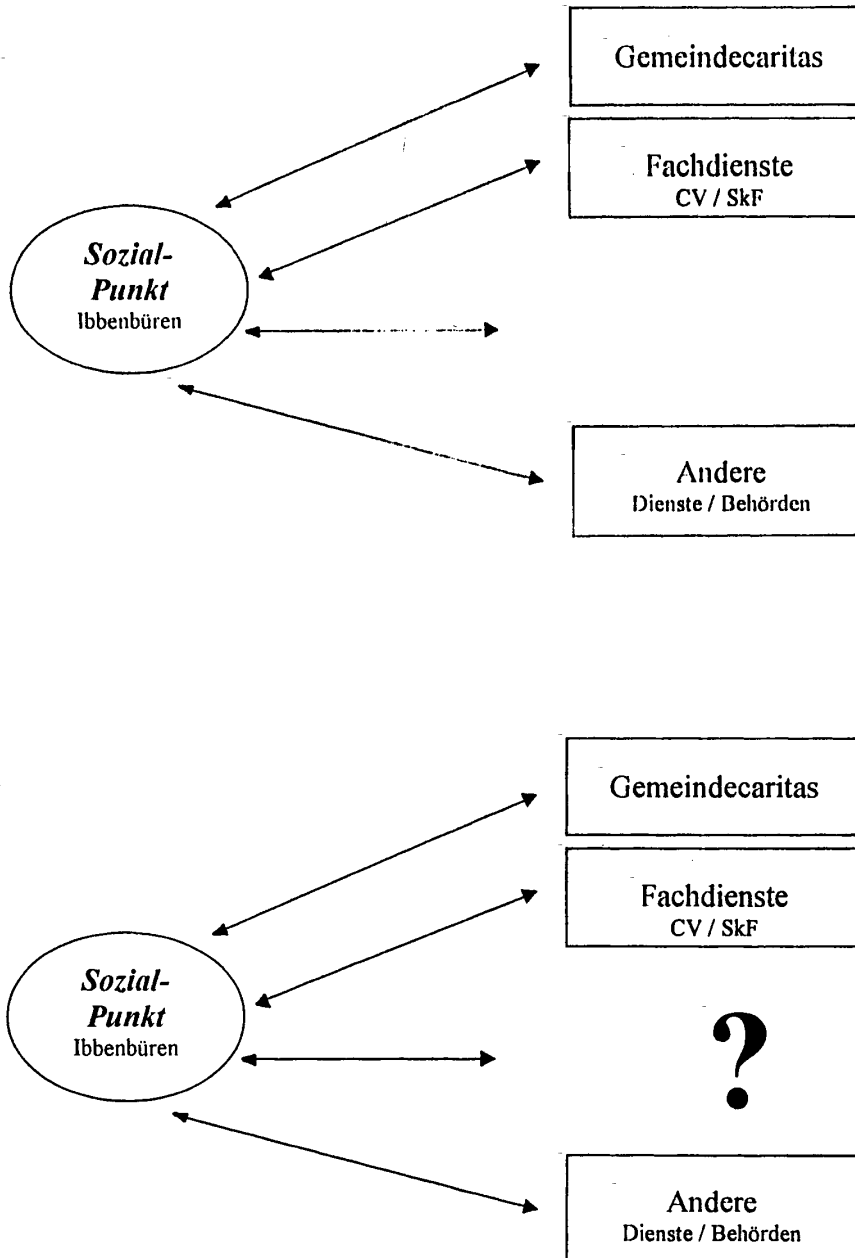 Gemeindecaritas
Fachdienste
CV / SkF
Sozial-
Punkt
Ibbenbüren
Andere
Dienste / Behörden
Gemeindecaritas
Fachdienste
CV / SkF
Sozial-
Punkt
Ibbenbüren
?
Andere
Dienste / Behörden